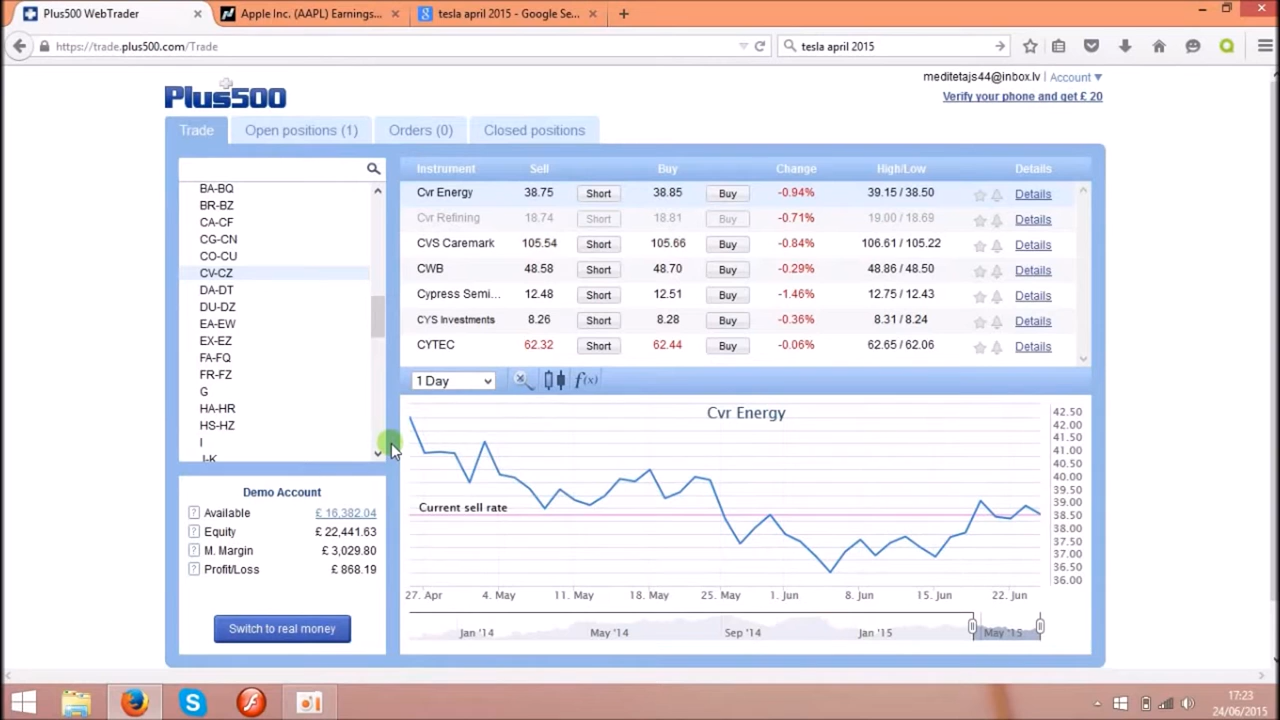 Plus500 WebTrader
Apple Inc. (AAPL) Earnings...
tesla april 2015 - Google Se...
https://trade.plus500.com/Trade
tesla april 2015
meditetajs44@inbox.lv | Account
Verify your phone and get £ 20
Plus500
Trade Open positions (1) Orders (0) Closed positions
BA-BQ
BR-BZ
CA-CF
CG-CN
CO-CU
CV-CZ
DA-DT
DU-DZ
EA-EW
EX-EZ
FA-FQ
FR-FZ
G
HA-HR
HS-HZ
I
J-K
Instrument Sell Buy Change High/Low Details
Cvr Energy 38.75 Short 38.85 Buy -0.94% 39.15 / 38.50 Details
Cvr Refining 18.74 Short 18.81 Buy -0.71% 19.00 / 18.69 Details
CVS Caremark 105.54 Short 105.66 Buy -0.84% 106.61 / 105.22 Details
CWB 48.58 Short 48.70 Buy -0.29% 48.86 / 48.50 Details
Cypress Semi... 12.48 Short 12.51 Buy -1.46% 12.75 / 12.43 Details
CYS Investments 8.26 Short 8.28 Buy -0.36% 8.31 / 8.24 Details
CYTEC 62.32 Short 62.44 Buy -0.06% 62.65 / 62.06 Details
1 Day f(x)
Cvr Energy
Current sell rate
42.50
42.00
41.50
41.00
40.50
40.00
39.50
39.00
38.50
38.00
37.50
37.00
36.50
36.00
27. Apr 4. May 11. May 18. May 25. May 1. Jun 8. Jun 15. Jun 22. Jun
Jan '14 May '14 Sep '14 Jan '15 May '15
Demo Account
? Available £ 16,382.04
? Equity £ 22,441.63
? M. Margin £ 3,029.80
? Profit/Loss £ 868.19
Switch to real money
17:23
24/06/2015